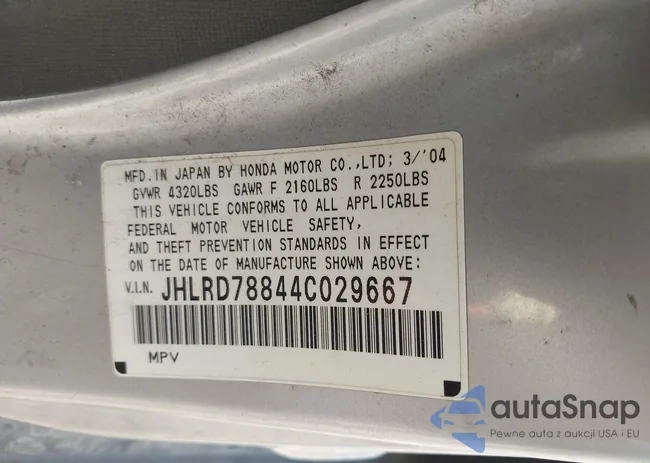 MFD. IN JAPAN BY HONDA MOTOR CO.,LTD; 3/'04
GVWR 4320LBS GAWR F 2160LBS R 2250LBS
THIS VEHICLE CONFORMS TO ALL APPLICABLE
FEDERAL MOTOR VEHICLE SAFETY,
AND THEFT PREVENTION STANDARDS IN EFFECT
ON THE DATE OF MANUFACTURE SHOWN ABOVE:
V.I.N. JHLRD78844C029667
MPV
autaSnap
Pewne auta z aukcji USA i EU